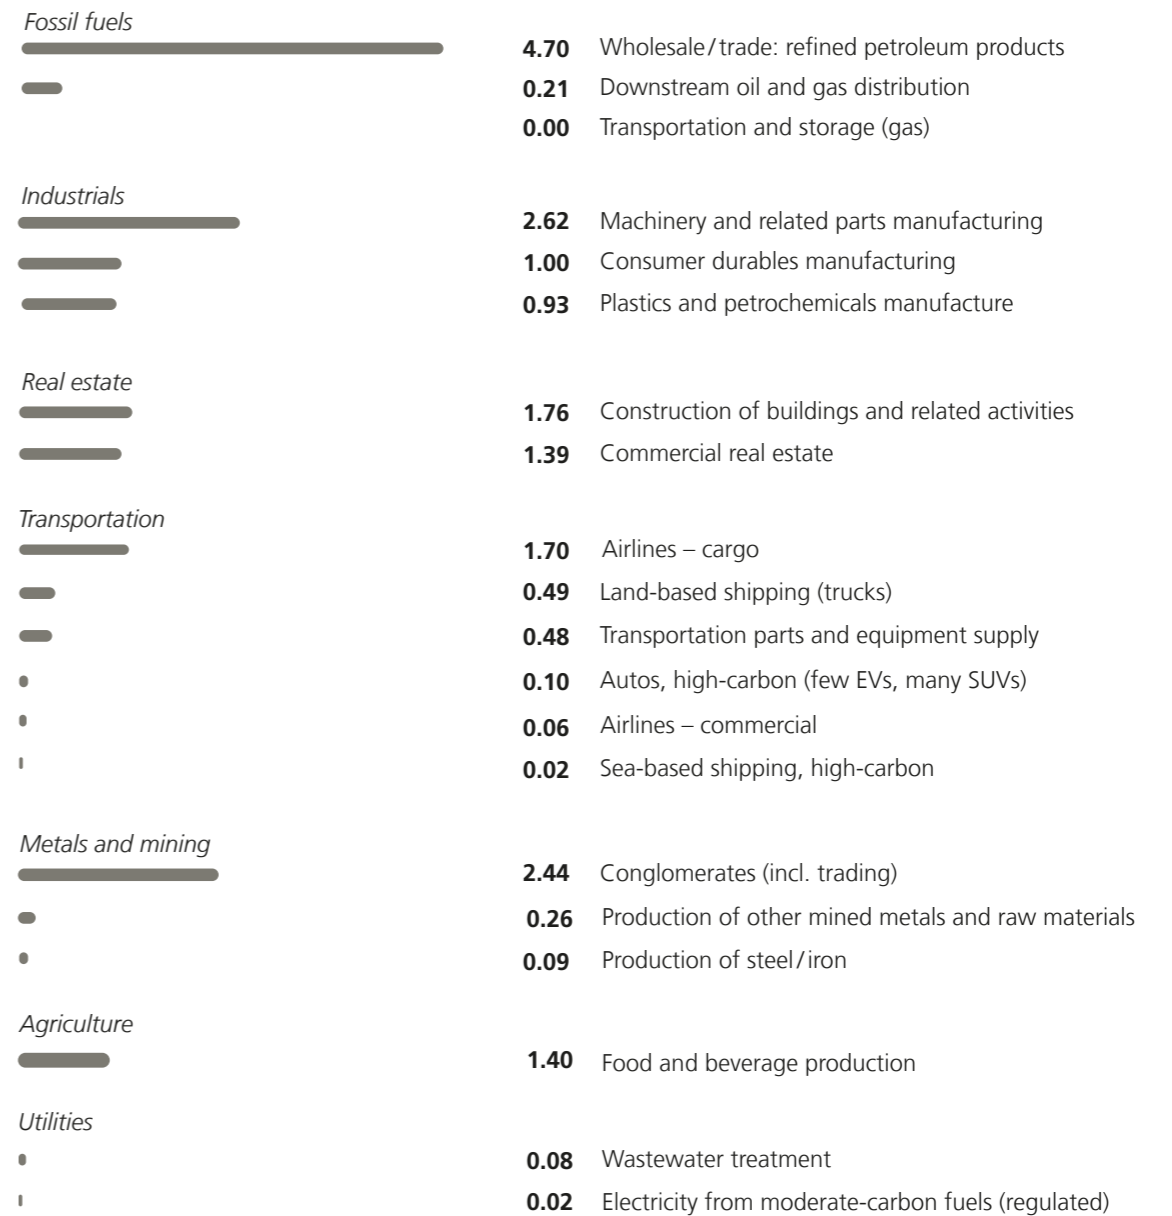 Fossil fuels
4.70 Wholesale/trade: refined petroleum products
0.21 Downstream oil and gas distribution
0.00 Transportation and storage (gas)
Industrials
2.62 Machinery and related parts manufacturing
1.00 Consumer durables manufacturing
0.93 Plastics and petrochemicals manufacture
Real estate
1.76 Construction of buildings and related activities
1.39 Commercial real estate
Transportation
1.70 Airlines – cargo
0.49 Land-based shipping (trucks)
0.48 Transportation parts and equipment supply
0.10 Autos, high-carbon (few EVs, many SUVs)
0.06 Airlines – commercial
0.02 Sea-based shipping, high-carbon
Metals and mining
2.44 Conglomerates (incl. trading)
0.26 Production of other mined metals and raw materials
0.09 Production of steel/iron
Agriculture
1.40 Food and beverage production
Utilities
0.08 Wastewater treatment
0.02 Electricity from moderate-carbon fuels (regulated)